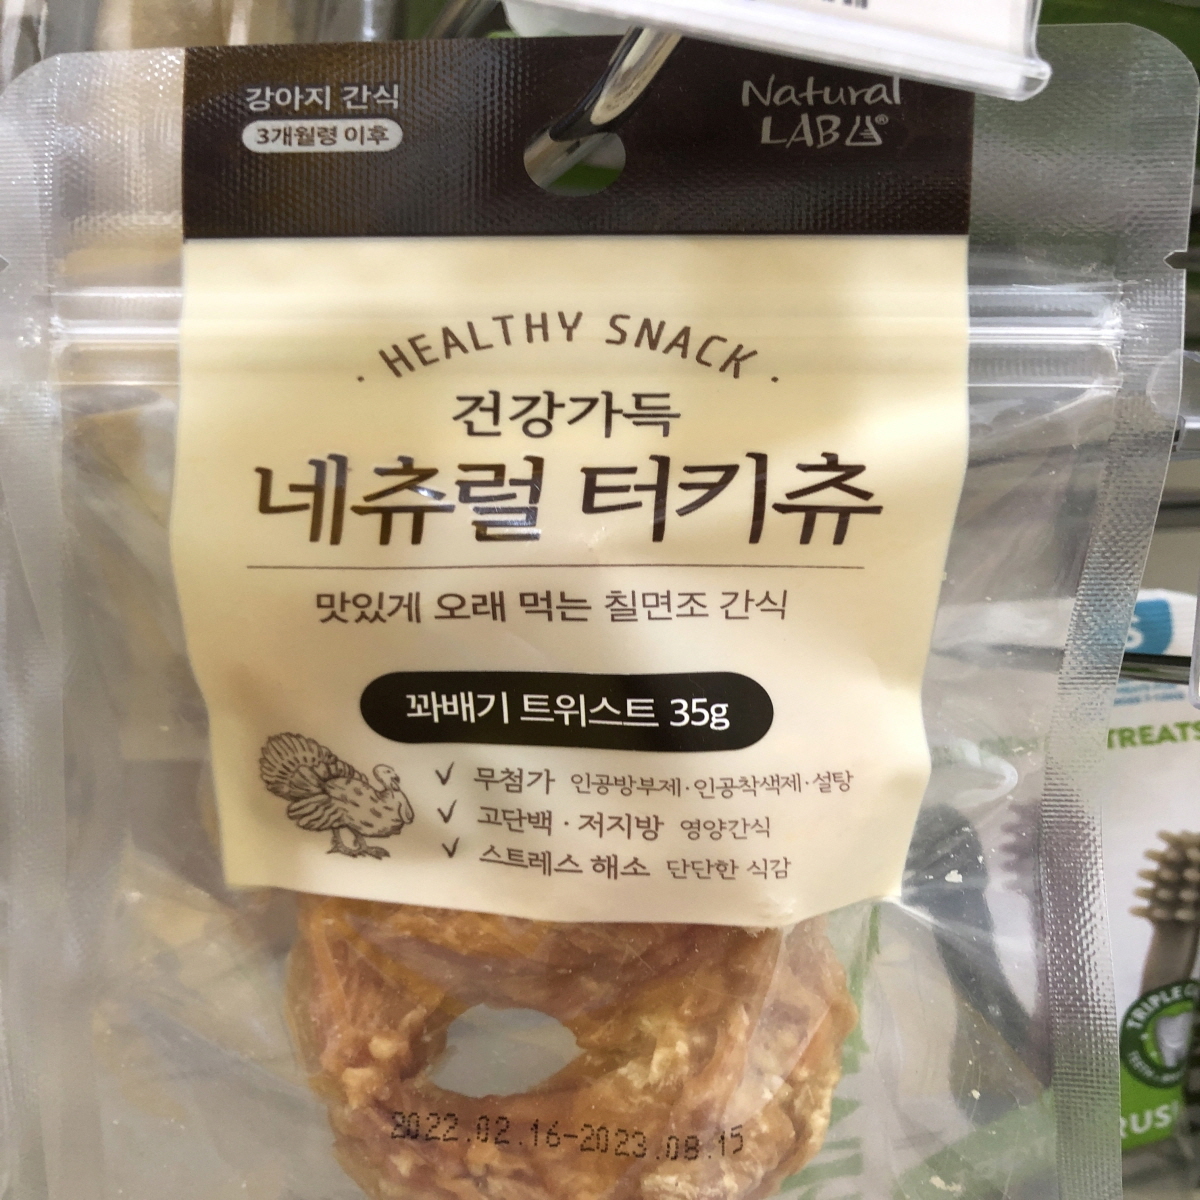 강아지 간식
3개월령 이후
Natural
LAB
HEALTHY SNACK
건강가득
네츄럴 터키츄
맛있게 오래 먹는 칠면조 간식
꽈배기 트위스트 35g
무첨가 인공방부제·인공착색제·설탕
고단백·저지방 영양간식
스트레스 해소 단단한 식감
2022.02.16-2023.08.15
TREATS
TRIPLE